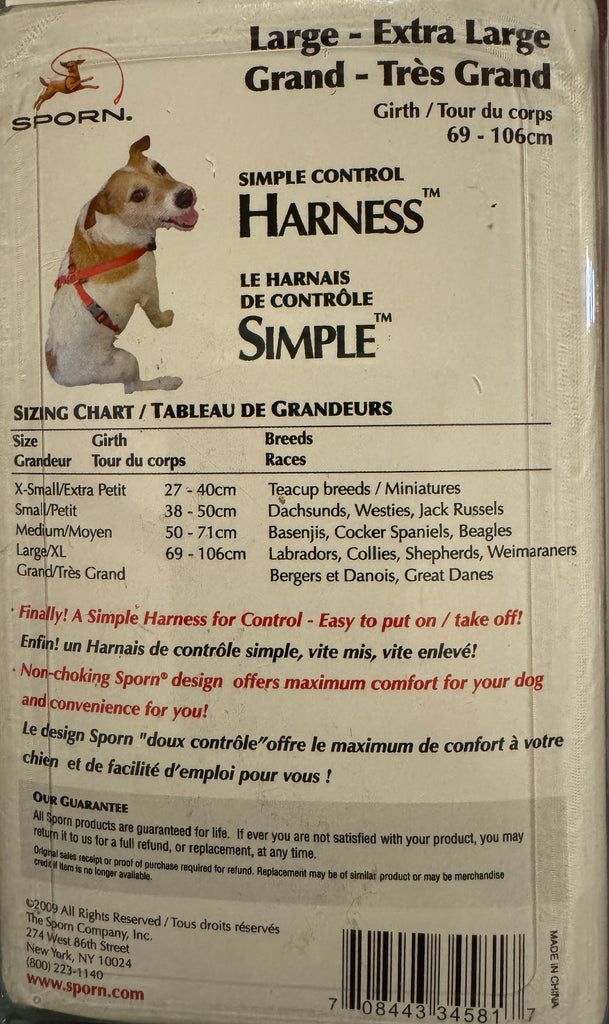 Large - Extra Large
Grand - Très Grand
Girth / Tour du corps
69 - 106cm
SPORN.
SIMPLE CONTROL
HARNESS™
LE HARNAIS
DE CONTRÔLE
SIMPLE™
SIZING CHART / TABLEAU DE GRANDEURS
Size Girth Breeds
Grandeur Tour du corps Races
X-Small/Extra Petit 27 - 40cm Teacup breeds / Miniatures
Small/Petit 38 - 50cm Dachsunds, Westies, Jack Russels
Medium/Moyen 50 - 71cm Basenjis, Cocker Spaniels, Beagles
Large/XL 69 - 106cm Labradors, Collies, Shepherds, Weimaraners
Grand/Très Grand Bergers et Danois, Great Danes
· Finally! A Simple Harness for Control - Easy to put on / take off!
Enfin! un Harnais de contrôle simple, vite mis, vite enlevé!
· Non-choking Sporn® design offers maximum comfort for your dog
and convenience for you!
Le design Sporn "doux contrôle"offre le maximum de confort à votre
chien et de facilité d'emploi pour vous !
OUR GUARANTEE
All Sporn products are guaranteed for life. If ever you are not satisfied with your product, you may
return it to us for a full refund, or replacement, at any time.
Original sales receipt or proof of purchase required for refund. Replacement may be of similar product or may be merchandise
credit if item is no longer available.
©2009 All Rights Reserved / Tous droits réservés
The Sporn Company, Inc.
274 West 86th Street
New York, NY 10024
(800) 223-1140
www.sporn.com
MADE IN CHINA
7 08443 34581 7